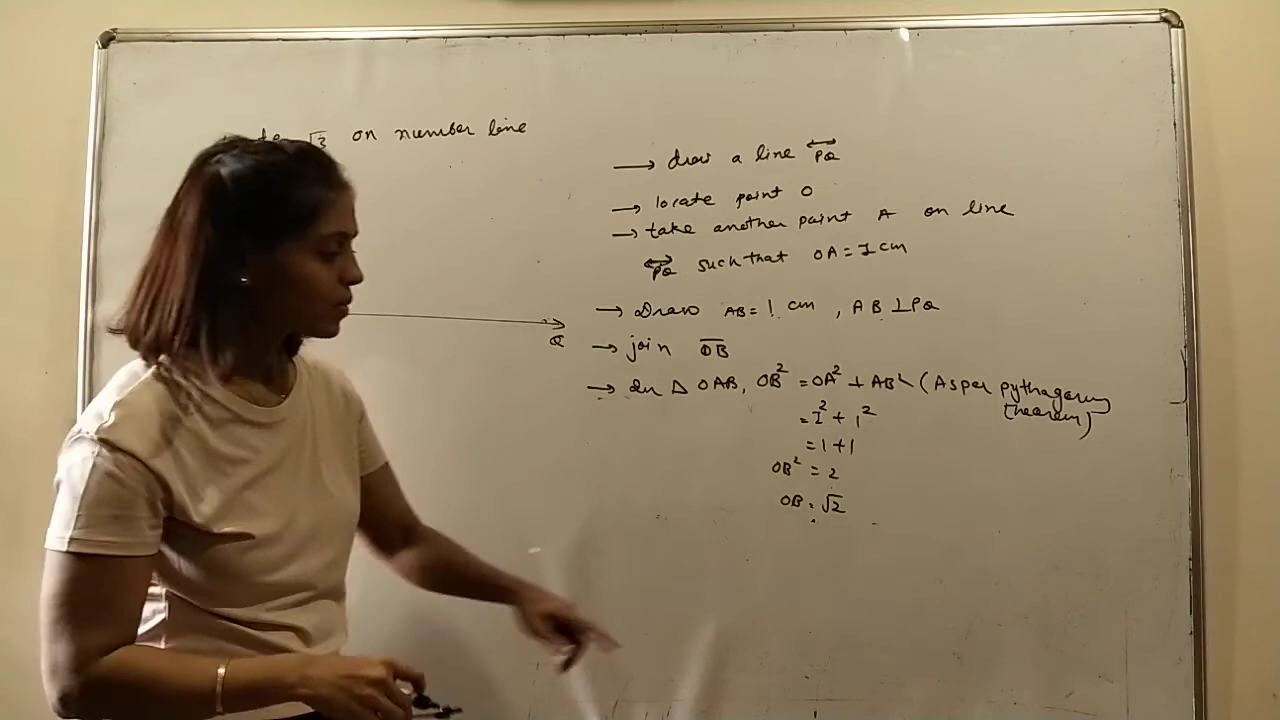 √3 on number line
→ draw a line PQ
→ locate point O
→ take another point A on line
PQ such that OA = 1 cm
→ Draw AB = 1 cm, AB ⊥ PQ
Q
→ join OB
→ In Δ OAB, OB² = OA² + AB² (As per pythagorus
theorem)
= 1² + 1²
= 1 + 1
OB² = 2
OB = √2